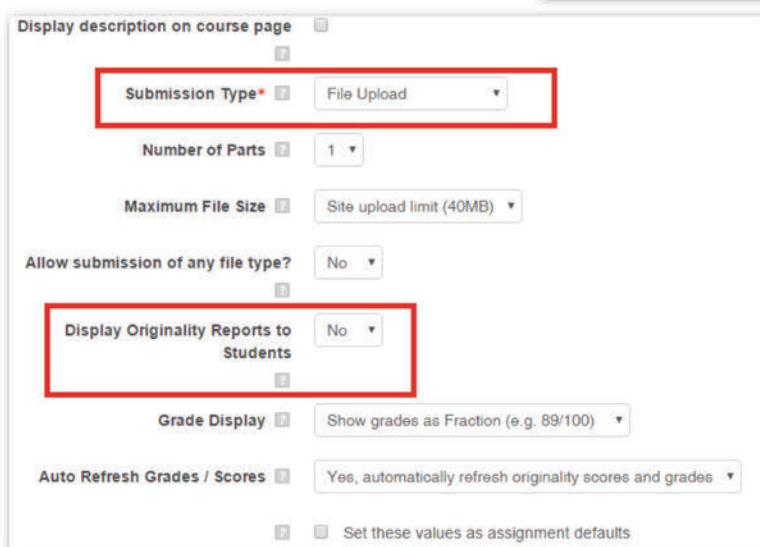 Display description on course page
?
Submission Type* ? File Upload
Number of Parts ? 1
Maximum File Size ? Site upload limit (40MB)
Allow submission of any file type? No
?
Display Originality Reports to No
Students
?
Grade Display ? Show grades as Fraction (e.g. 89/100)
Auto Refresh Grades / Scores ? Yes, automatically refresh originality scores and grades
? Set these values as assignment defaults